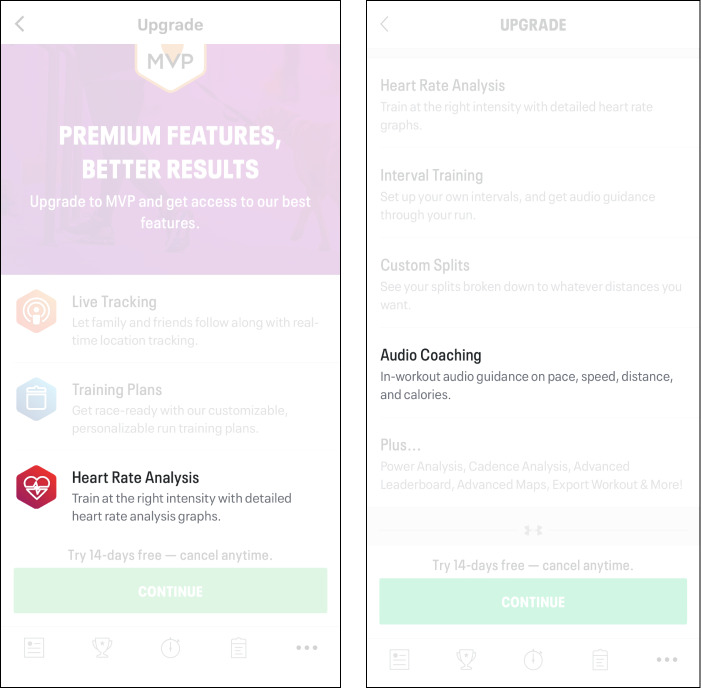 Upgrade
MVP
PREMIUM FEATURES,
BETTER RESULTS
Upgrade to MVP and get access to our best
features.
Live Tracking
Let family and friends follow along with real-
time location tracking.
Training Plans
Get race-ready with our customizable,
personalizable run training plans.
Heart Rate Analysis
Train at the right intensity with detailed
heart rate analysis graphs.
Try 14-days free — cancel anytime.
CONTINUE
UPGRADE
Heart Rate Analysis
Train at the right intensity with detailed heart rate
graphs.
Interval Training
Set up your own intervals, and get audio guidance
through your run.
Custom Splits
See your splits broken down to whatever distances you
want.
Audio Coaching
In-workout audio guidance on pace, speed, distance,
and calories.
Plus...
Power Analysis, Cadence Analysis, Advanced
Leaderboard, Advanced Maps, Export Workout & More!
Try 14-days free — cancel anytime.
CONTINUE